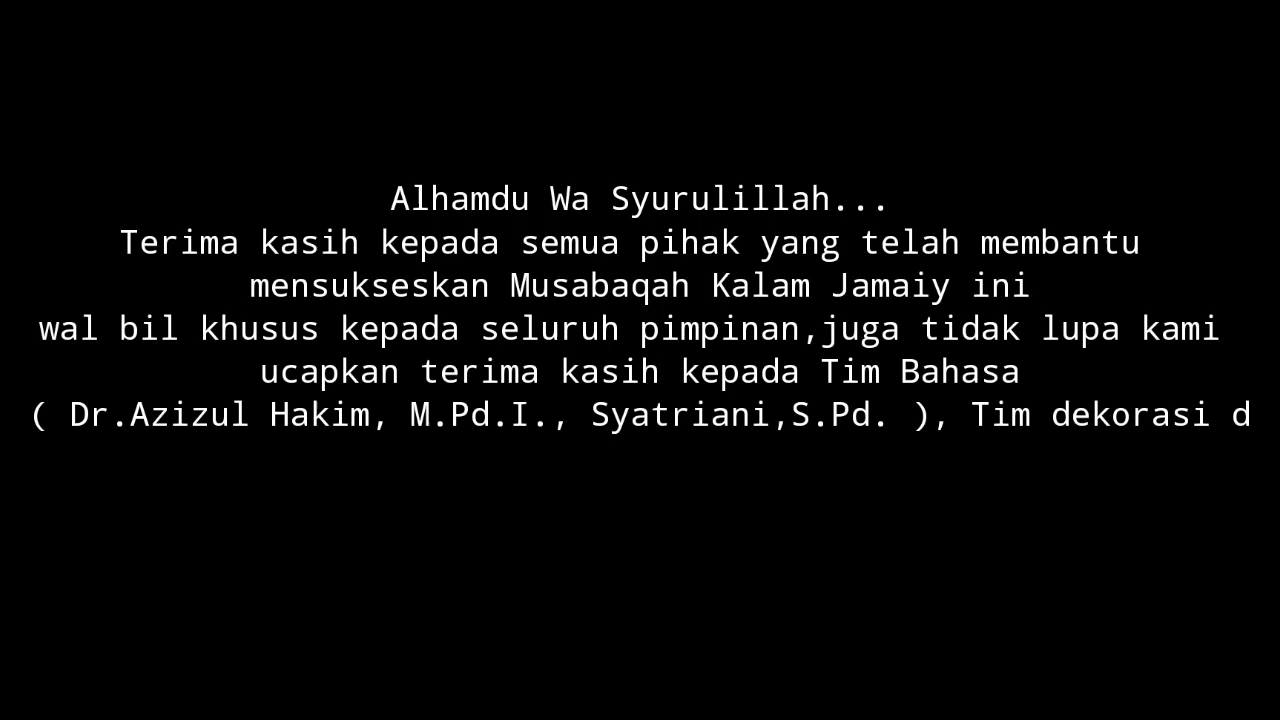 Alhamdu Wa Syurulillah...
Terima kasih kepada semua pihak yang telah membantu
mensukseskan Musabaqah Kalam Jamaiy ini
wal bil khusus kepada seluruh pimpinan,juga tidak lupa kami
ucapkan terima kasih kepada Tim Bahasa
( Dr.Azizul Hakim, M.Pd.I., Syatriani,S.Pd. ), Tim dekorasi d